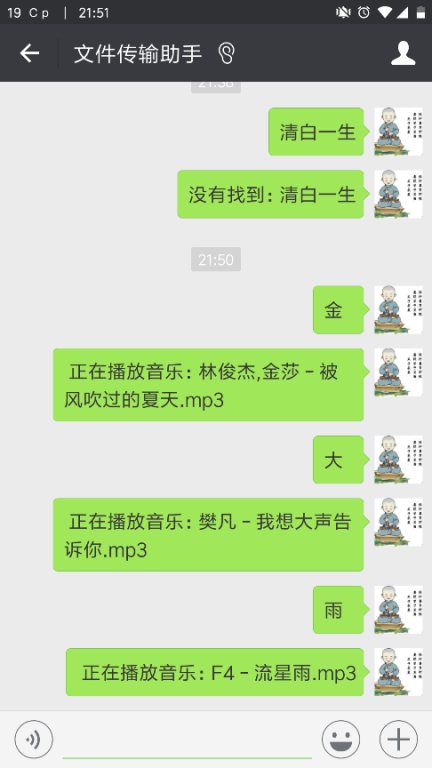 19 Ср | 21:51
文件传输助手
清白一生
没有找到: 清白一生
21:50
金
正在播放音乐: 林俊杰,金莎 - 被
风吹过的夏天.mp3
大
正在播放音乐: 樊凡 - 我想大声告
诉你.mp3
雨
正在播放音乐: F4 - 流星雨.mp3